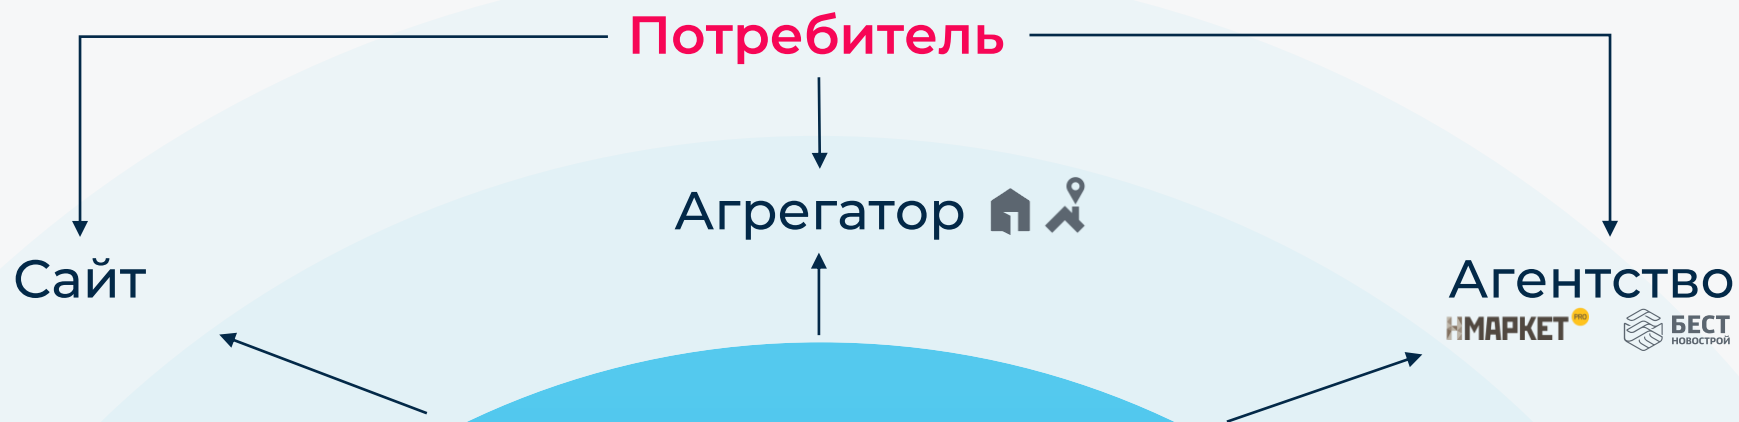 Потребитель
Агрегатор
Сайт
Агентство
НМАРКЕТ PRO
БЕСТ
НОВОСТРОЙ